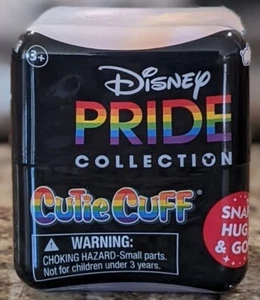 3+
Disney
PRIDE
COLLECTION
Cutie Cuff®
SNAP
HUG
& GO
WARNING:
CHOKING HAZARD-Small parts.
Not for children under 3 years.